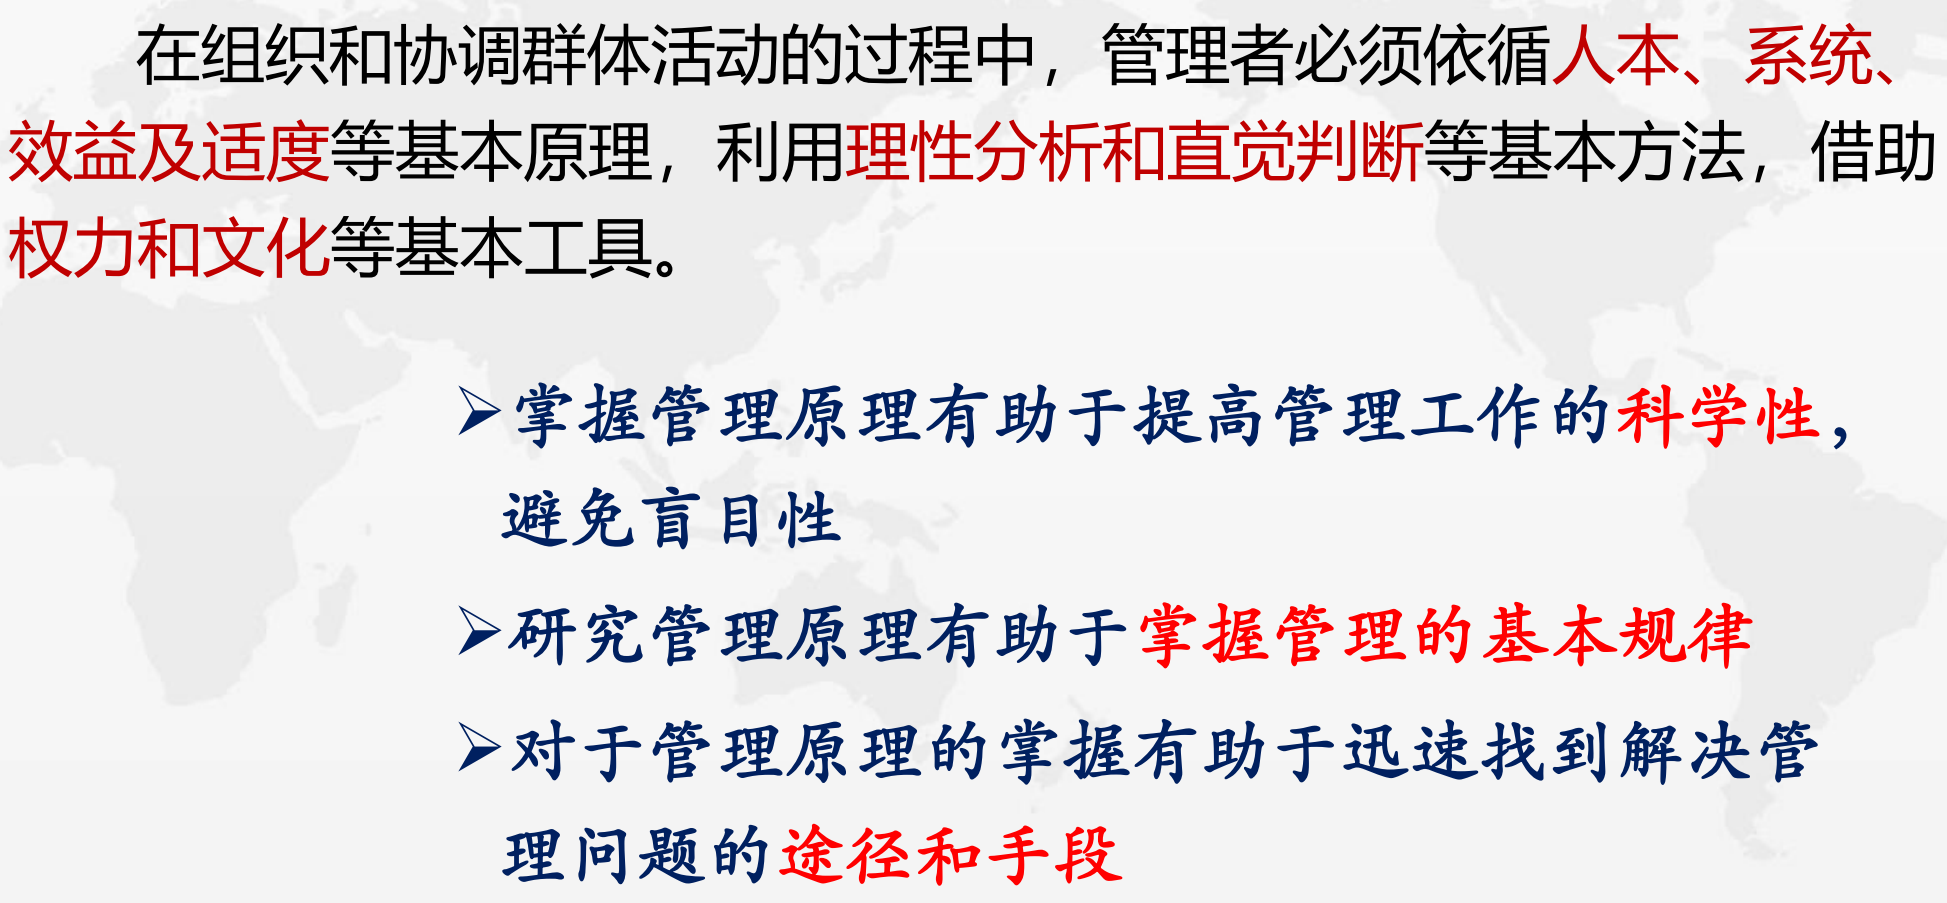 在组织和协调群体活动的过程中，管理者必须依循人本、系统、
效益及适度等基本原理，利用理性分析和直觉判断等基本方法，借助
权力和文化等基本工具。
➢掌握管理原理有助于提高管理工作的科学性，
避免盲目性
➢研究管理原理有助于掌握管理的基本规律
➢对于管理原理的掌握有助于迅速找到解决管
理问题的途径和手段